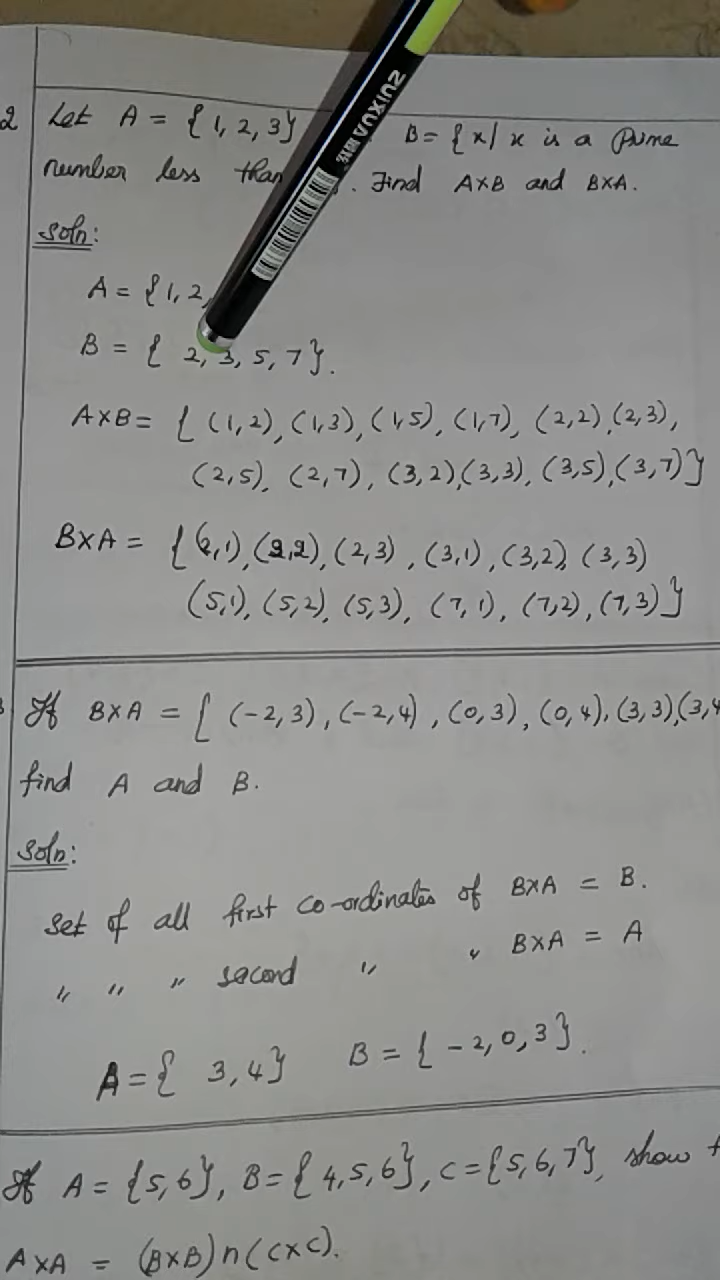 2 Let A = {1, 2, 3} B = {x/x is a Prime
number less than . Find A×B and B×A.
Soln:
A = {1, 2,
B = { 2, 3, 5, 7}.
A×B = { (1,2), (1,3), (1,5), (1,7), (2,2), (2,3),
(2,5), (2,7), (3,2), (3,3), (3,5), (3,7)}
B×A = {(2,1), (2,2), (2,3), (3,1), (3,2), (3,3)
(5,1), (5,2), (5,3), (7,1), (7,2), (7,3)}
If B×A = [ (-2,3), (-2,4), (0,3), (0,4), (3,3), (3,4
find A and B.
Soln:
Set of all first co-ordinates of B×A = B.
" " " second " " B×A = A
A = { 3, 4} B = { -2, 0, 3}.
If A = {5, 6}, B = {4, 5, 6}, C = {5, 6, 7}, show
A×A = (B×B) n (C×C).
ZUIXUA